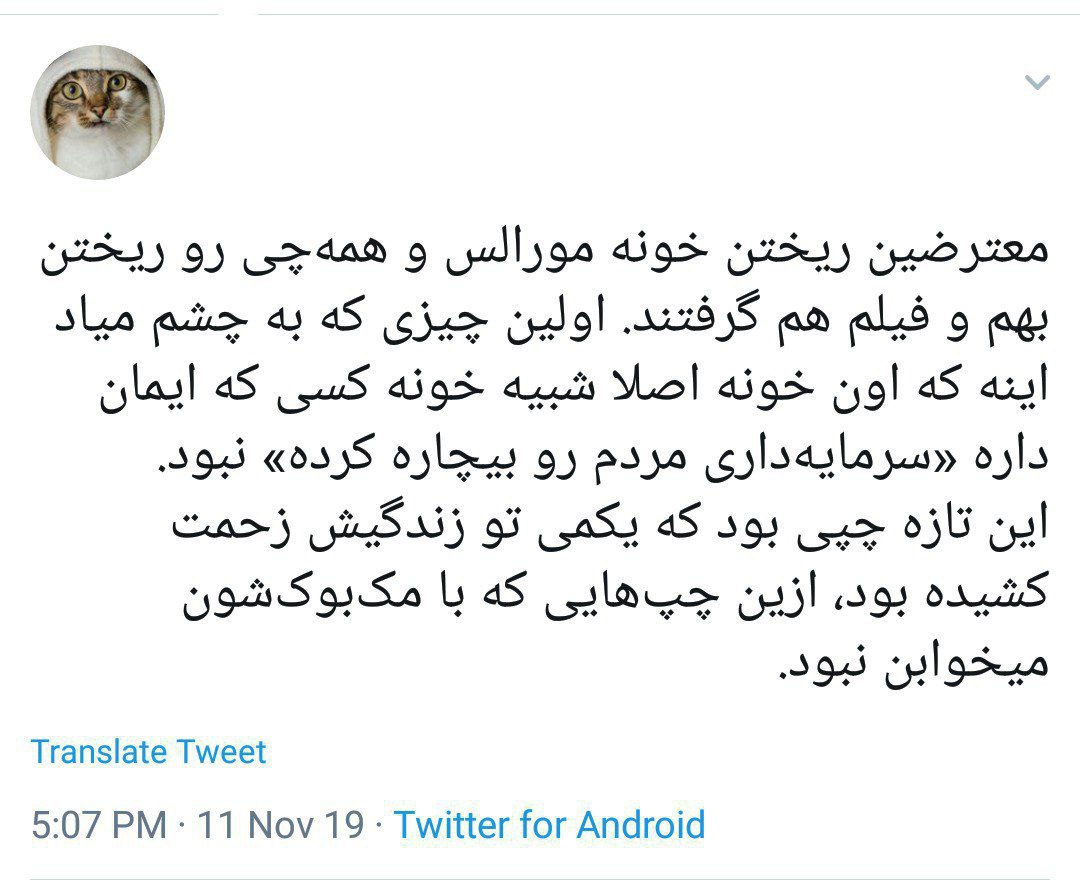 معترضین ریختن خونه مورالس و همه‌چی رو ریختن
بهم و فیلم هم گرفتند. اولین چیزی که به چشم میاد
اینه که اون خونه اصلا شبیه خونه کسی که ایمان
داره «سرمایه‌داری مردم رو بیچاره کرده» نبود.
این تازه چپی بود که یکمی تو زندگیش زحمت
کشیده بود، ازین چپ‌هایی که با مک‌بوک‌شون
میخوابن نبود.
Translate Tweet
5:07 PM · 11 Nov 19 · Twitter for Android